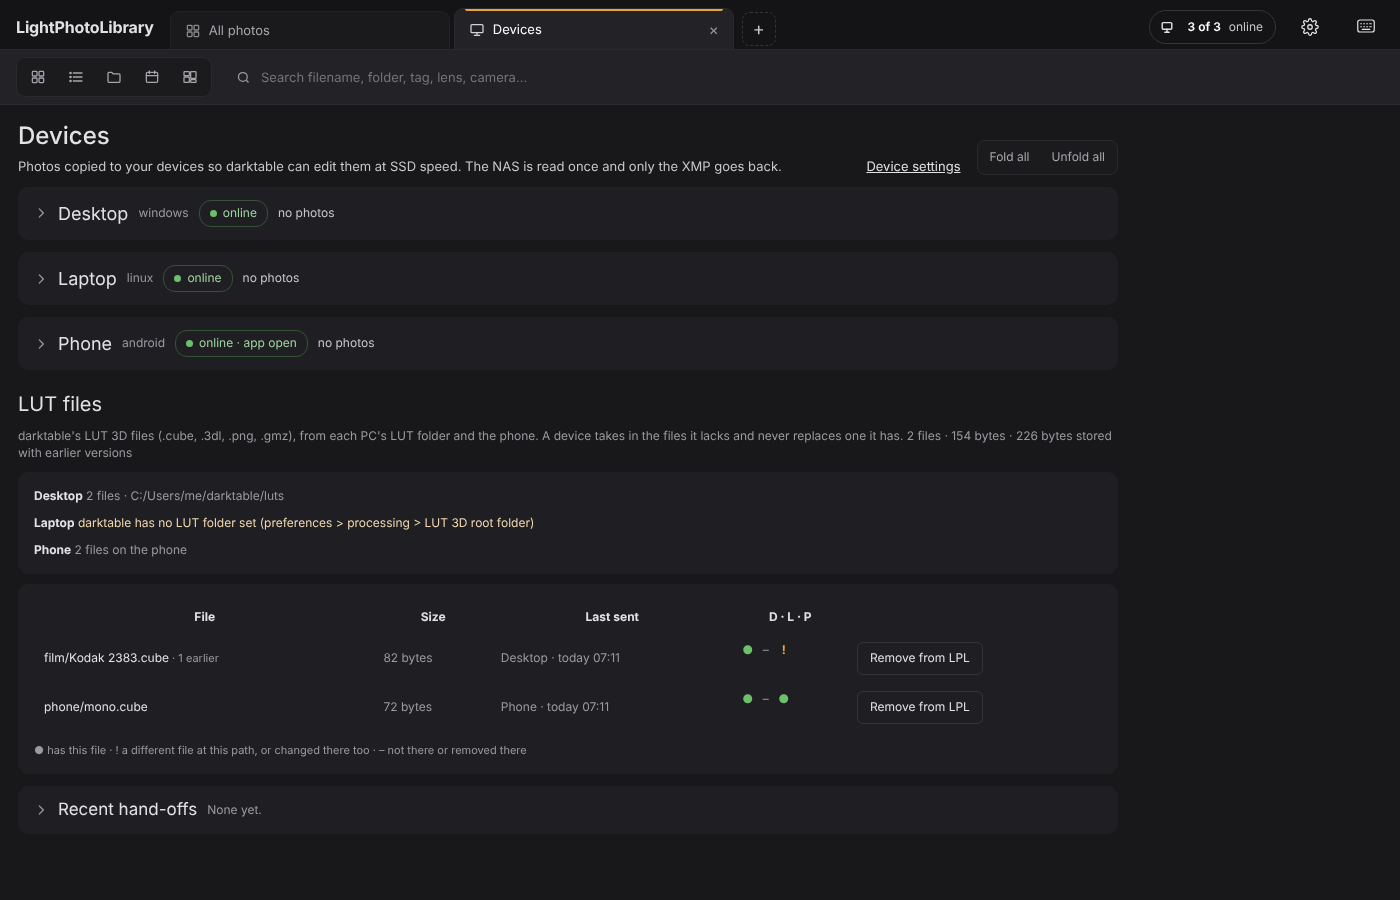 LightPhotoLibrary
All photos
Devices
×
+
3 of 3 online
Search filename, folder, tag, lens, camera...
Devices
Photos copied to your devices so darktable can edit them at SSD speed. The NAS is read once and only the XMP goes back.
Device settings
Fold all
Unfold all
Desktop windows online no photos
Laptop linux online no photos
Phone android online · app open no photos
LUT files
darktable's LUT 3D files (.cube, .3dl, .png, .gmz), from each PC's LUT folder and the phone. A device takes in the files it lacks and never replaces one it has. 2 files · 154 bytes · 226 bytes stored
with earlier versions
Desktop 2 files · C:/Users/me/darktable/luts
Laptop darktable has no LUT folder set (preferences > processing > LUT 3D root folder)
Phone 2 files on the phone
File Size Last sent D · L · P
film/Kodak 2383.cube · 1 earlier 82 bytes Desktop · today 07:11 ● – ! Remove from LPL
phone/mono.cube 72 bytes Phone · today 07:11 ● – ● Remove from LPL
● has this file · ! a different file at this path, or changed there too · – not there or removed there
Recent hand-offs None yet.